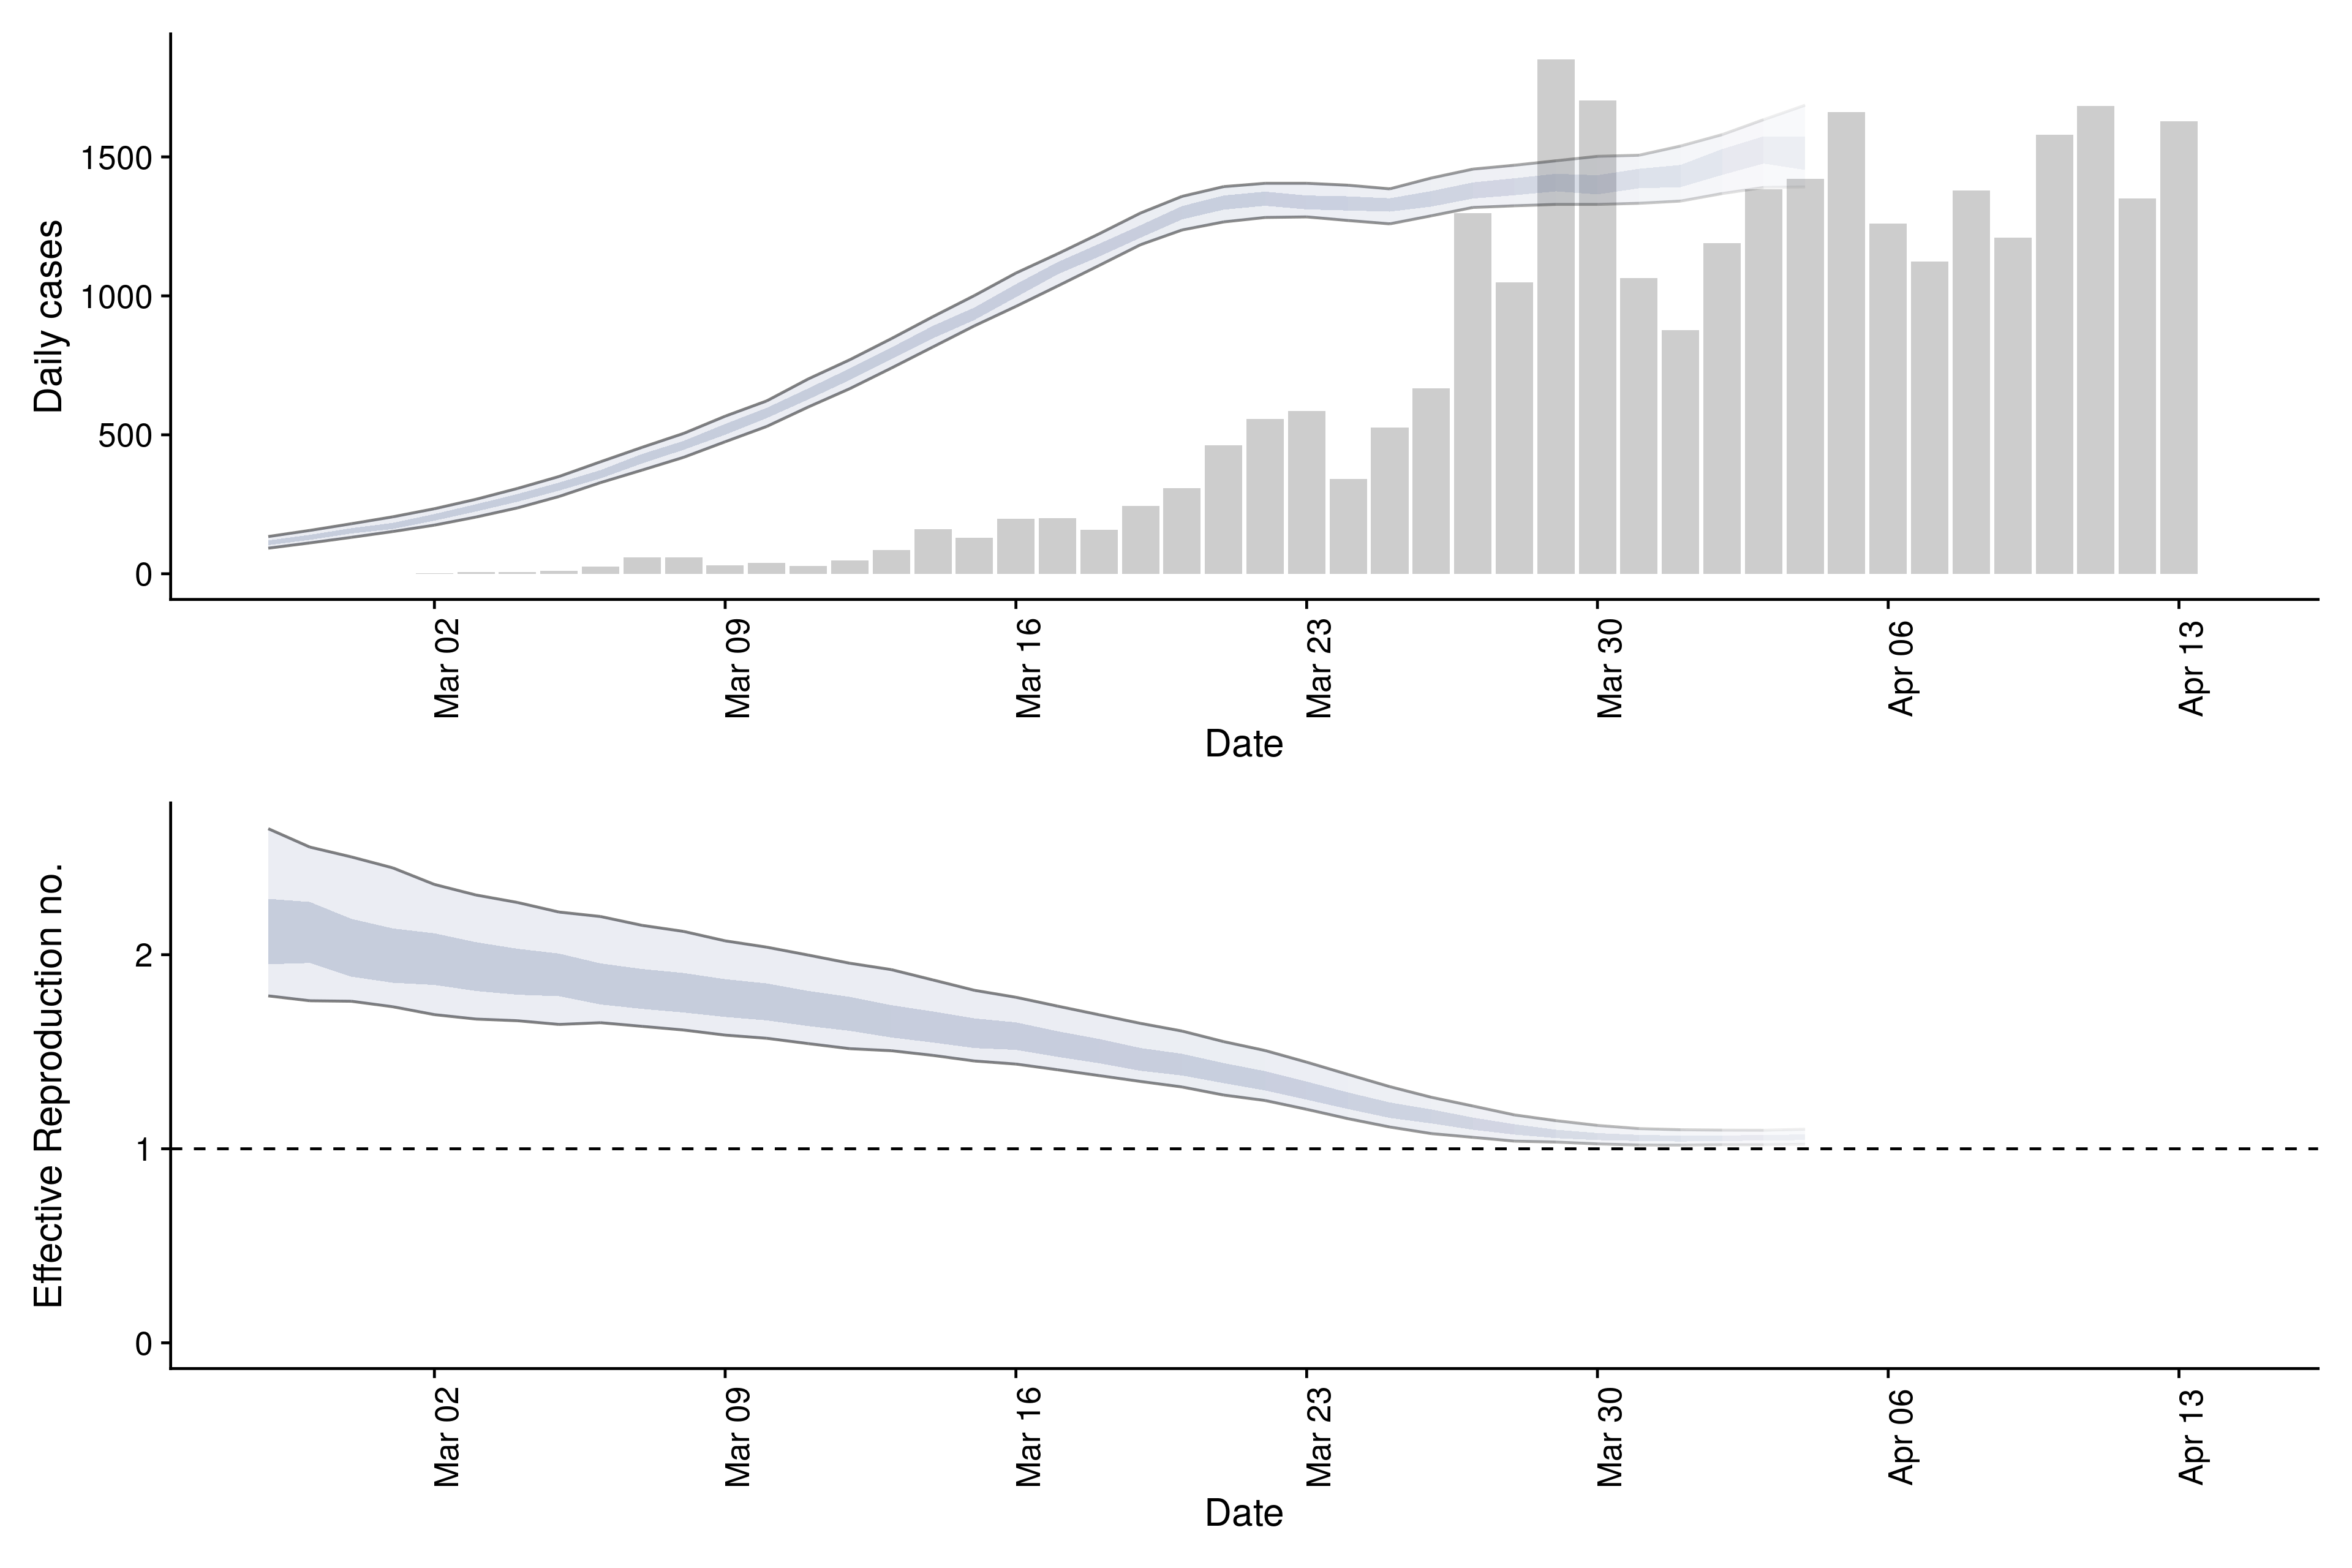 Daily cases
1500
1000
500
0
Mar 02
Mar 09
Mar 16
Mar 23
Mar 30
Apr 06
Apr 13
Date
Effective Reproduction no.
2
1
0
Mar 02
Mar 09
Mar 16
Mar 23
Mar 30
Apr 06
Apr 13
Date